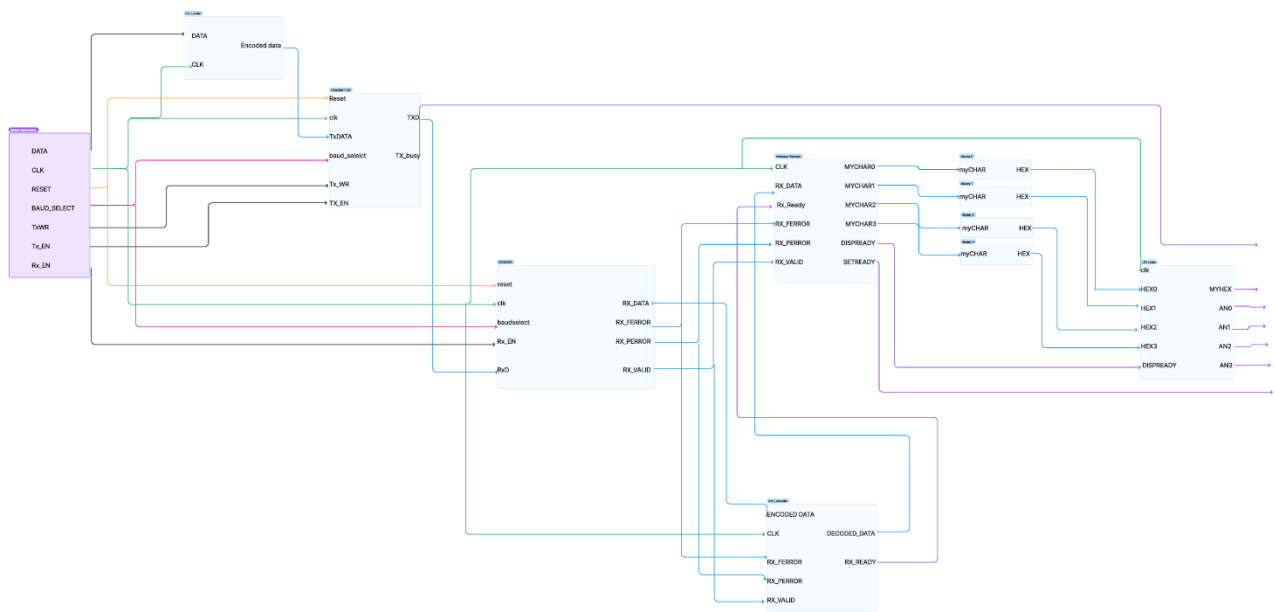 DATA
Encoded data
CLK
TRANSMITTER
Reset
clk
TXD
TxDATA
baud_seleict
TX_busy
Tx_WR
TX_EN
DATA
CLK
RESET
BAUD_SELECT
TxWR
Tx_EN
Rx_EN
RECEIVER
reset
clk
RX_DATA
baudselect
RX_FERROR
Rx_EN
RX_PERROR
RxD
RX_VALID
CLK
MYCHAR0
RX_DATA
MYCHAR1
Rx_Ready
MYCHAR2
RX_FERROR
MYCHAR3
RX_PERROR
DISPREADY
RX_VALID
SETREADY
myCHAR
HEX
myCHAR
HEX
myCHAR
HEX
myCHAR
HEX
clk
HEX0
MYHEX
HEX1
AN0
HEX2
AN1
HEX3
AN2
DISPREADY
AN3
ENCODED DATA
CLK
DECODED_DATA
RX_FERROR
RX_READY
RX_PERROR
RX_VALID